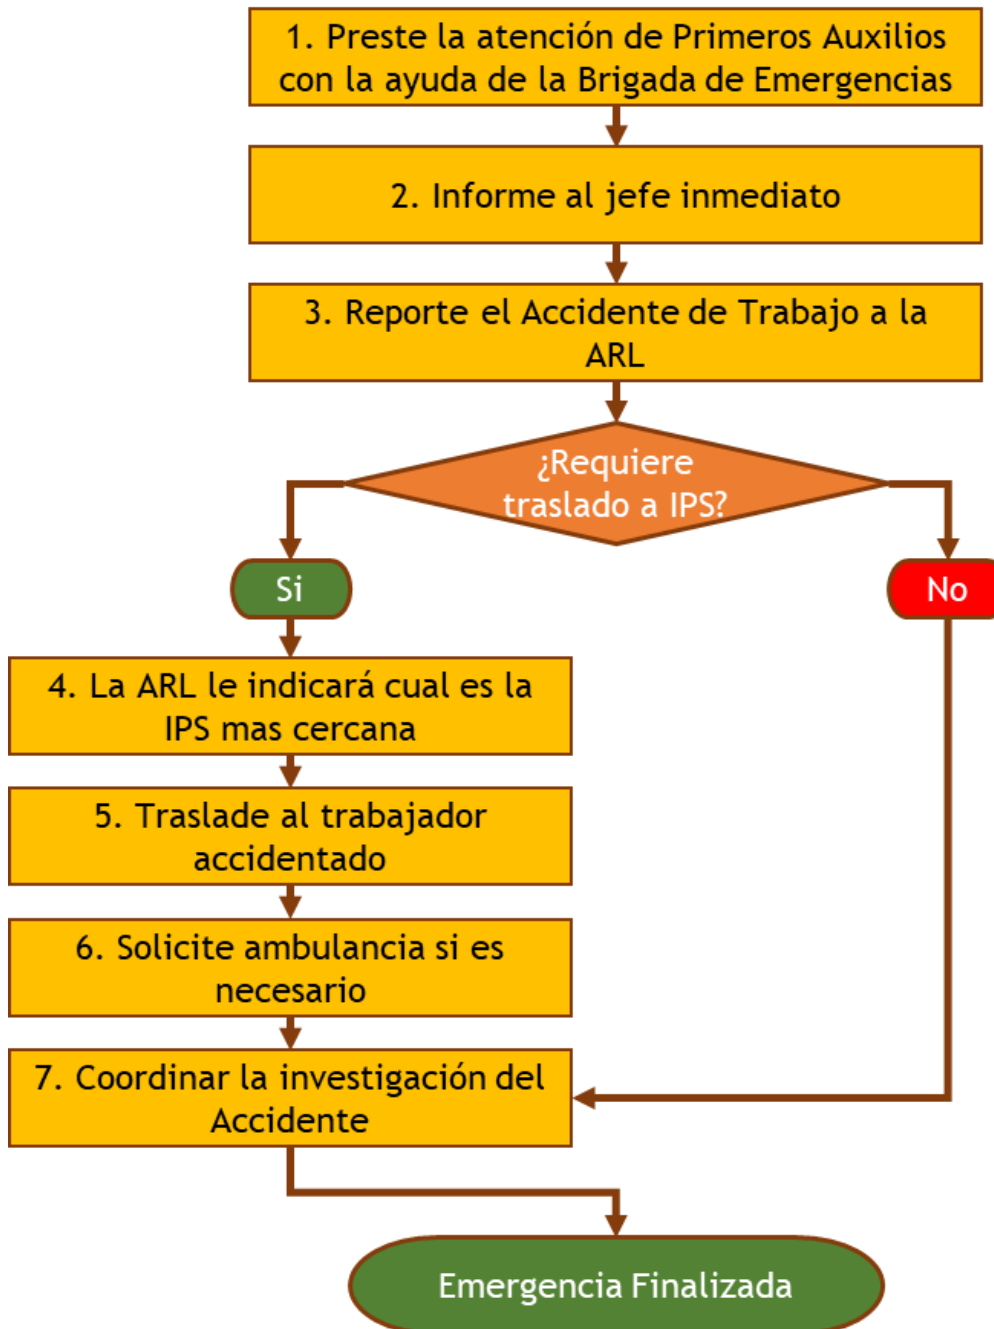 1. Preste la atención de Primeros Auxilios
con la ayuda de la Brigada de Emergencias
2. Informe al jefe inmediato
3. Reporte el Accidente de Trabajo a la
ARL
¿Requiere
traslado a IPS?
Si
No
4. La ARL le indicará cual es la
IPS mas cercana
5. Traslade al trabajador
accidentado
6. Solicite ambulancia si es
necesario
7. Coordinar la investigación del
Accidente
Emergencia Finalizada